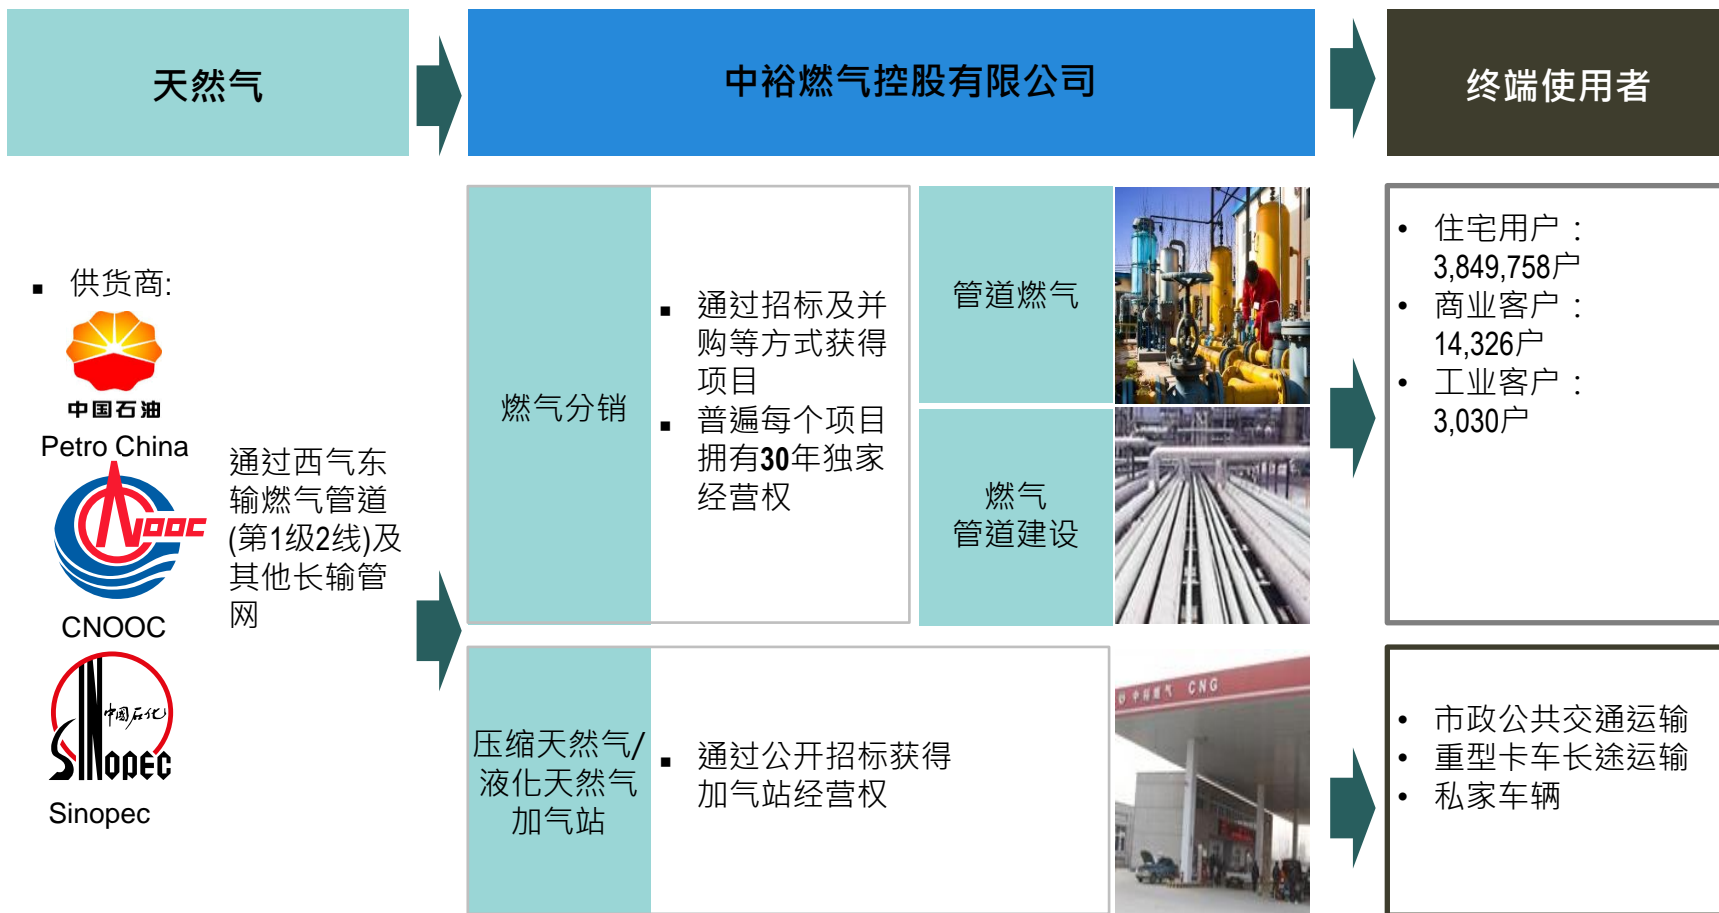 天然气
中裕燃气控股有限公司
终端使用者
▪ 供货商:
中国石油
Petro China
CNOOC
CNOOC
中国石化
SINOPEC
Sinopec
通过西气东
输燃气管道
(第1级2线)及
其他长输管
网
燃气分销
▪ 通过招标及并
购等方式获得
项目
▪ 普遍每个项目
拥有30年独家
经营权
管道燃气
燃气
管道建设
• 住宅用户：
3,849,758户
• 商业客户：
14,326户
• 工业客户：
3,030户
压缩天然气/
液化天然气
加气站
▪ 通过公开招标获得
加气站经营权
中裕燃气 CNG
• 市政公共交通运输
• 重型卡车长途运输
• 私家车辆